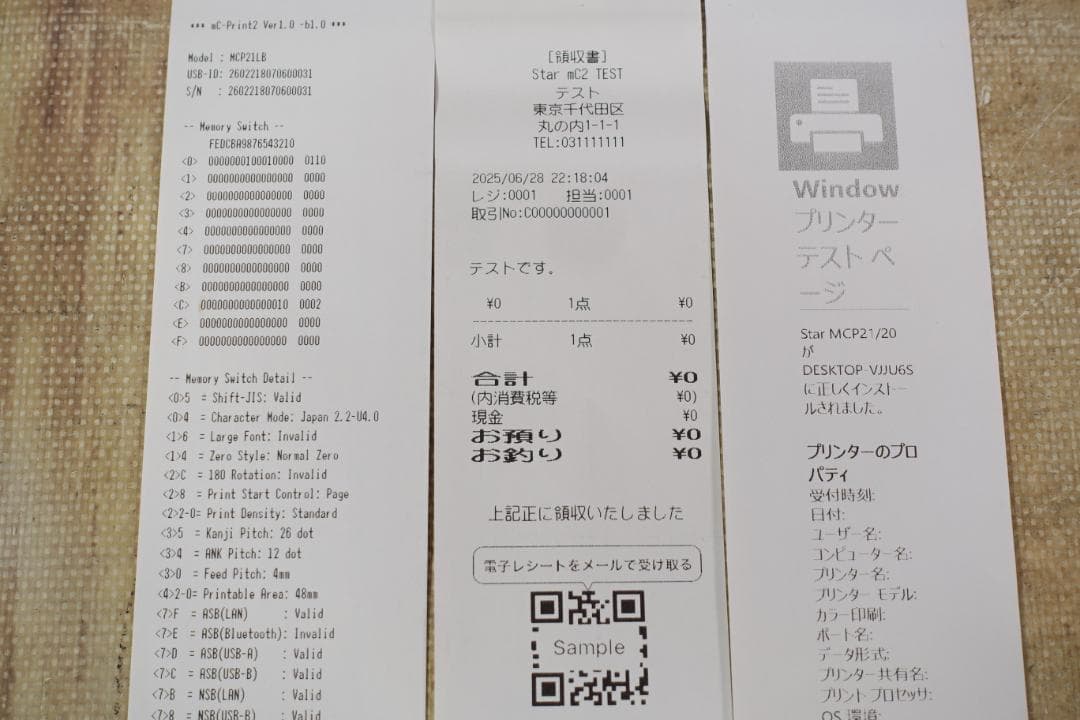 *** mC-Print2 Ver1.0 -b1.0 ***
Model : MCP21LB
USB-ID: 2602218070600031
S/N : 2602218070600031
-- Memory Switch --
FEDCBA9876543210
<0> 0000000100010000 0110
<1> 0000000000000000 0000
<2> 0000000000000000 0000
<3> 0000000000000000 0000
<4> 0000000000000000 0000
<7> 0000000000000000 0000
<8> 0000000000000000 0000
<B> 0000000000000000 0000
<C> 0000000000000010 0002
<E> 0000000000000000 0000
<F> 0000000000000000 0000
-- Memory Switch Detail --
<0>5 = Shift-JIS: Valid
<0>4 = Character Mode: Japan 2.2-U4.0
<1>6 = Large Font: Invalid
<1>4 = Zero Style: Normal Zero
<2>C = 180 Rotation: Invalid
<2>8 = Print Start Control: Page
<2>2-0= Print Density: Standard
<3>5 = Kanji Pitch: 26 dot
<3>4 = ANK Pitch: 12 dot
<3>0 = Feed Pitch: 4mm
<4>2-0= Printable Area: 48mm
<7>F = ASB(LAN) : Valid
<7>E = ASB(Bluetooth): Invalid
<7>D = ASB(USB-A) : Valid
<7>C = ASB(USB-B) : Valid
<7>B = NSB(LAN) : Valid
<7>8 = NSB(USB-B) : Valid
[領収書]
Star mC2 TEST
テスト
東京千代田区
丸の内1-1-1
TEL:031111111
2025/06/28 22:18:04
レジ:0001 担当:0001
取引No:C00000000001
テストです。
¥0 1点 ¥0
小計 1点 ¥0
合計 ¥0
(内消費税等 ¥0)
現金 ¥0
お預り ¥0
お釣り ¥0
上記正に領収いたしました
電子レシートをメールで受け取る
Sample
Window
プリンター
テスト ペ
ージ
Star MCP21/20
が
DESKTOP-VJJU6S
に正しくインストー
ルされました。
プリンターのプロ
パティ
受付時刻:
日付:
ユーザー名:
コンピューター名:
プリンター名:
プリンター モデル:
カラー印刷:
ポート名:
データ形式:
プリンター共有名:
プリント プロセッサ:
OS 環境: